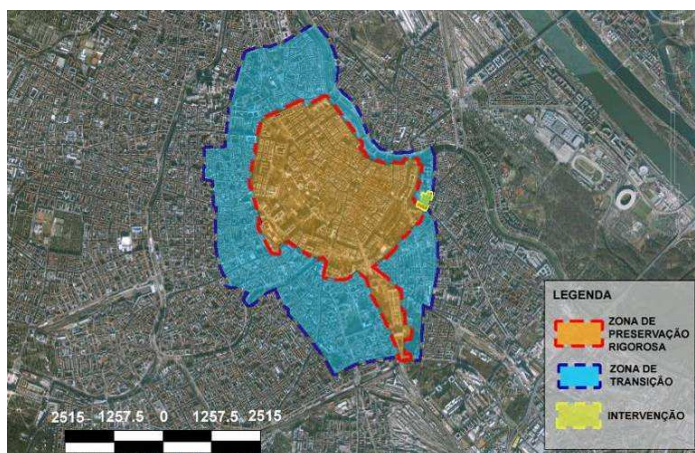 LEGENDA
ZONA DE
PRESERVAÇÃO
RIGOROSA
ZONA DE
TRANSIÇÃO
INTERVENÇÃO
2515 1257.5 0 1257.5 2515